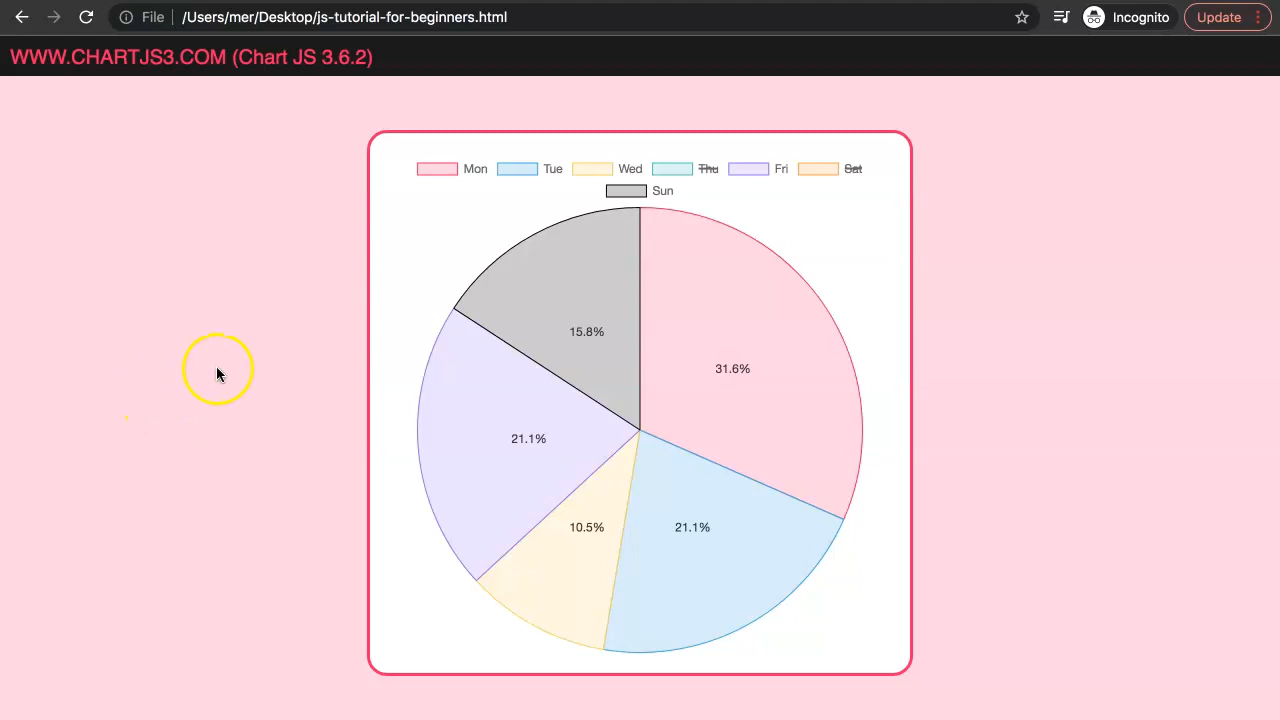 File /Users/mer/Desktop/js-tutorial-for-beginners.html Incognito Update
WWW.CHARTJS3.COM (Chart JS 3.6.2)
Mon Tue Wed Thu Fri Sat
Sun
15.8%
31.6%
21.1%
10.5%
21.1%